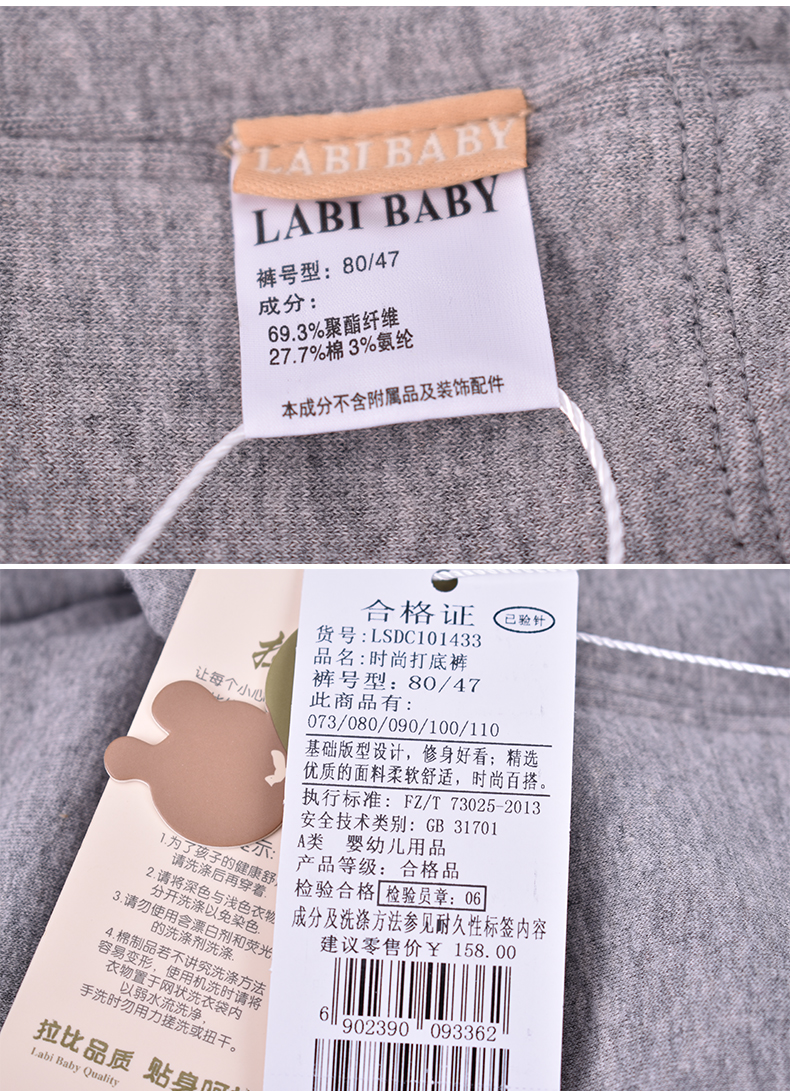 LABI BABY
LABI BABY
裤号型：80/47
成分：
69.3%聚酯纤维
27.7%棉 3%氨纶
本成分不含附属品及装饰配件
合格证
已验针
货号:LSDC101433
品名:时尚打底裤
裤号型：80/47
此商品有：
073/080/090/100/110
基础版型设计，修身好看；精选
优质的面料柔软舒适，时尚百搭。
执行标准：FZ/T 73025-2013
安全技术类别：GB 31701
A类 婴幼儿用品
产品等级：合格品
检验合格 检验员章：06
成分及洗涤方法参见耐久性标签内容
建议零售价￥ 158.00
6 902390 093362
让每个小心
示：
1.为了孩子的健康舒
请洗涤后再穿着.
2.请将深色与浅色衣物
分开洗涤以免染色.
3.请勿使用含漂白剂和荧光
的洗涤剂洗涤.
4.棉制品若不讲究洗涤方法
容易变形，使用机洗时请将
衣物置于网状洗衣袋内
以弱水流洗净，
手洗时勿用力搓洗或扭干。
拉比品质 贴身呵
Labi Baby Quality